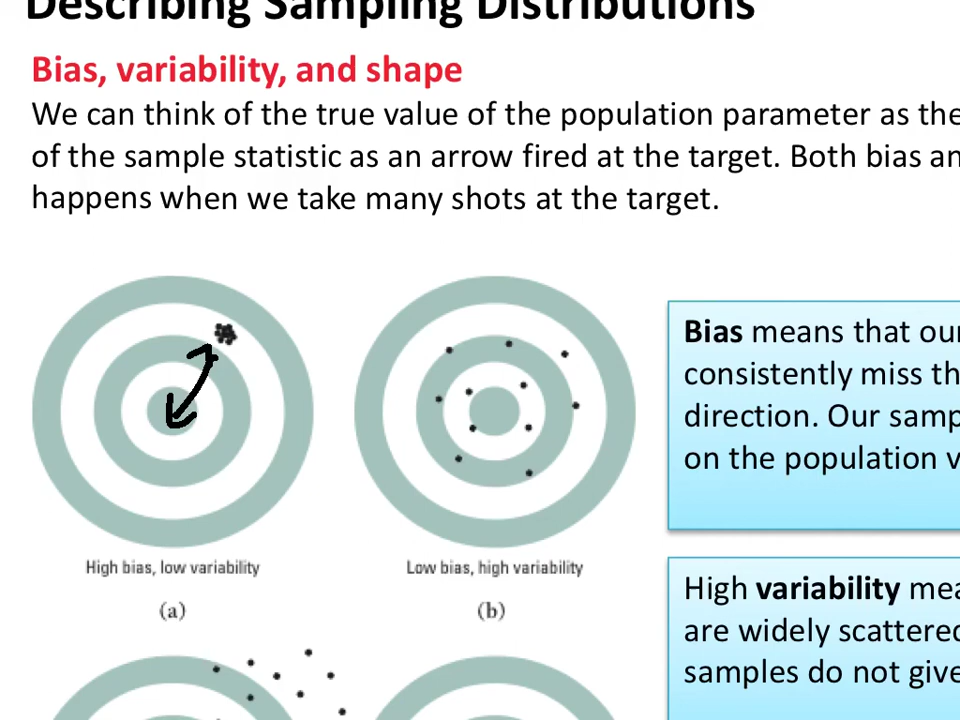 Describing Sampling Distributions
Bias, variability, and shape
We can think of the true value of the population parameter as the
of the sample statistic as an arrow fired at the target. Both bias an
happens when we take many shots at the target.
Bias means that our
consistently miss th
direction. Our samp
on the population v
High bias, low variability
Low bias, high variability
(a)
(b)
High variability mea
are widely scattered
samples do not give